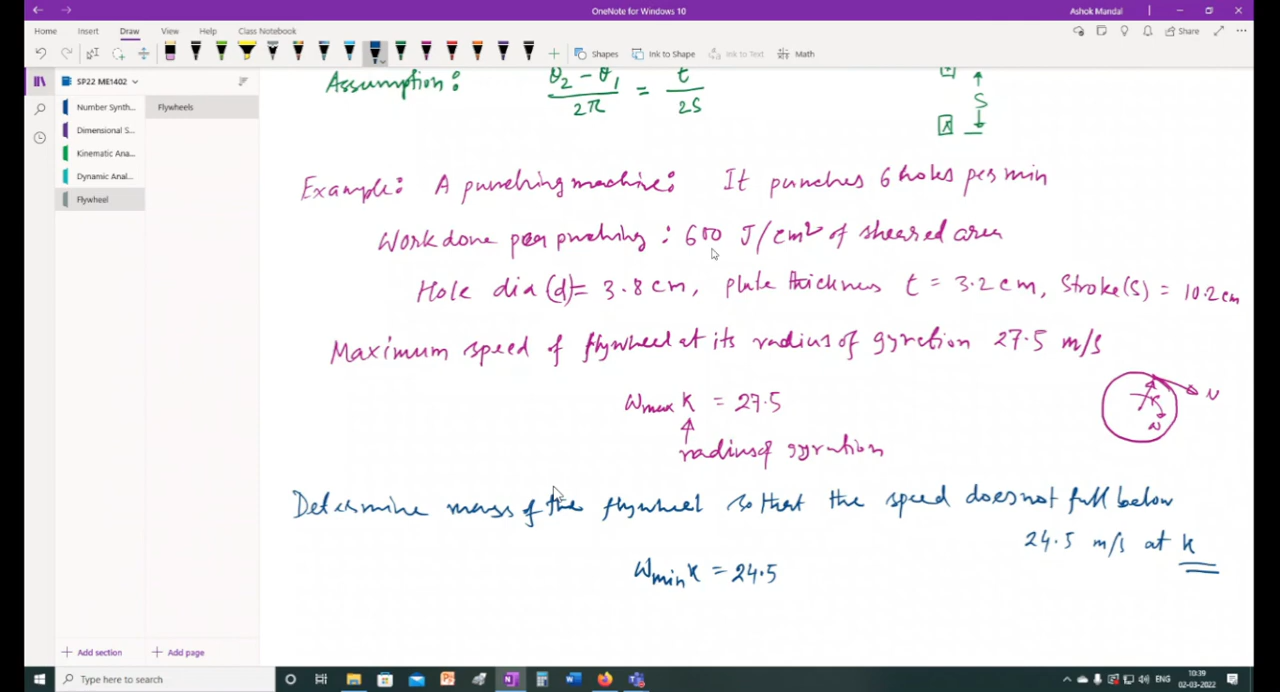 OneNote for Windows 10
Ashok Mandal
Home Insert Draw View Help Class Notebook
Share
Shapes Ink to Shape Ink to Text Math
SP22 ME1402
Number Synth...
Dimensional S...
Kinematic Ana...
Dynamic Anal...
Flywheel
Flywheels
Assumption: (θ2 - θ1)/2π = t/2S
S
Example: A punching machine: It punches 6 holes per min
Work done per punching: 600 J/cm² of sheared area
Hole dia (d) = 3.8 cm, plate thickness t = 3.2 cm, Stroke(S) = 10.2 cm
Maximum speed of flywheel at its radius of gyration 27.5 m/s
ωmax k = 27.5
radius of gyration
Determine mass of the flywheel so that the speed does not fall below
24.5 m/s at k
ωmin k = 24.5
Add section Add page
Type here to search
ENG
10:39
02-03-2022